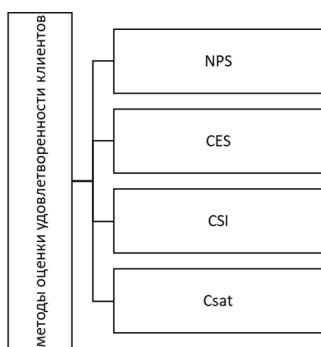 методы оценки удовлетворенности клиентов
NPS
CES
CSI
Csat